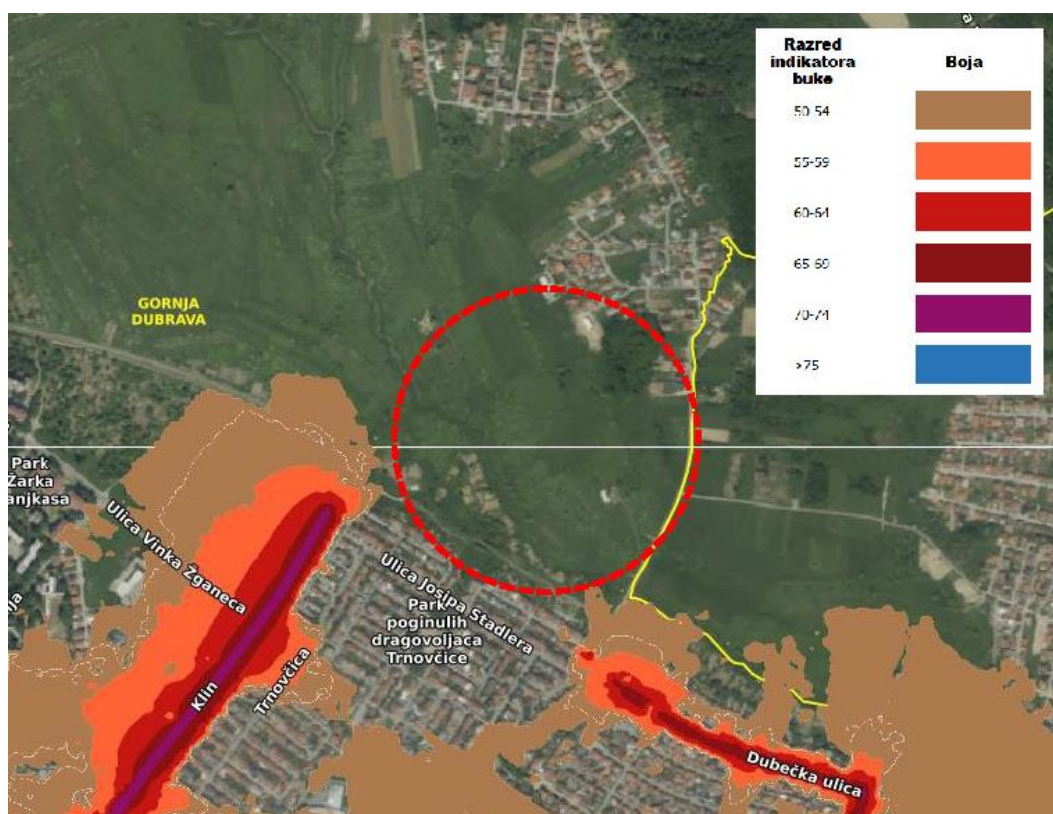 Razred
indikatora
buke
Boja
50-54
55-59
60-64
65-69
70-74
>75
GORNJA
DUBRAVA
Park
Žarka
anjkasa
Ulica Vinka Žganeca
Klin
Trnovčica
Ulica Josipa Stadlera
Park
poginulih
dragovoljaca
Trnovčice
Dubečka ulica